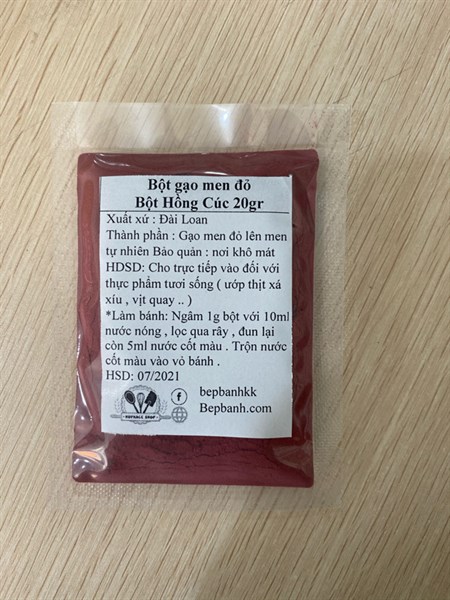 Bột gạo men đỏ
Bột Hồng Cúc 20gr
Xuất xứ : Đài Loan
Thành phần : Gạo men đỏ lên men
tự nhiên Bảo quản : nơi khô mát
HDSD: Cho trực tiếp vào đối với
thực phẩm tươi sống ( ướp thịt xá
xíu , vịt quay .. )
*Làm bánh: Ngâm 1g bột với 10ml
nước nóng , lọc qua rây , đun lại
còn 5ml nước cốt màu . Trộn nước
cốt màu vào vỏ bánh .
HSD: 07/2021
bepbanhkk
Bepbanh.com